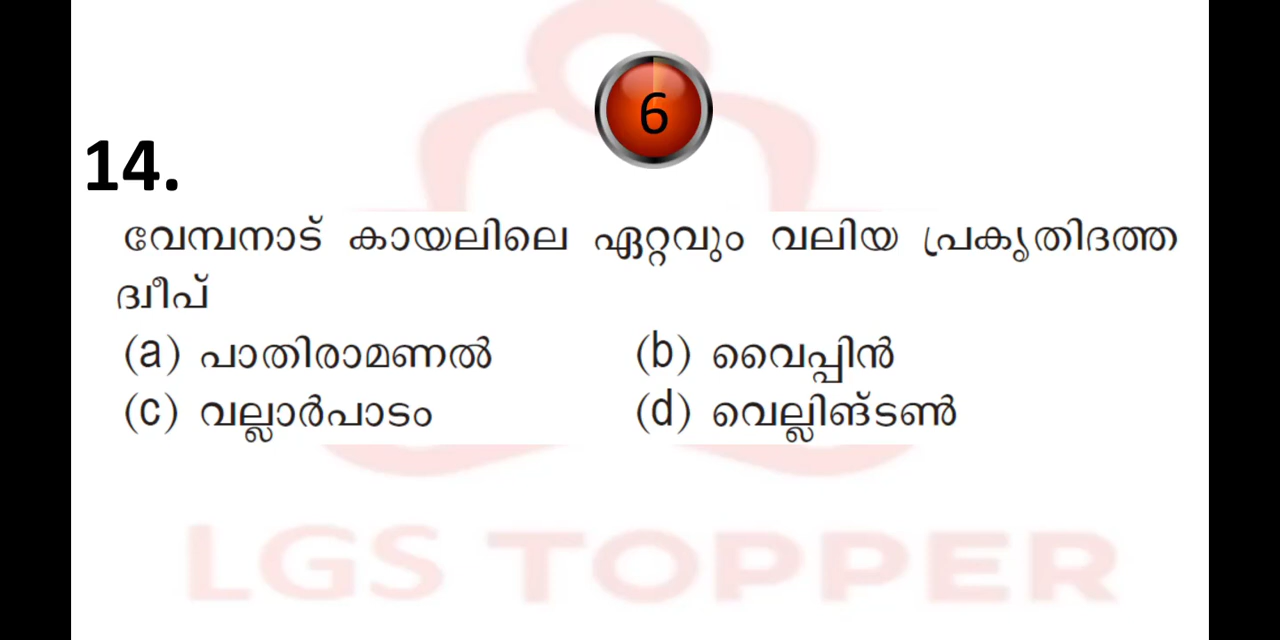 6
14.
വേമ്പനാട് കായലിലെ ഏറ്റവും വലിയ പ്രകൃതിദത്ത
ദ്വീപ്
(a) പാതിരാമണൽ (b) വൈപ്പിൻ
(c) വല്ലാർപാടം (d) വെല്ലിങ്ടൺ
LGS TOPPER